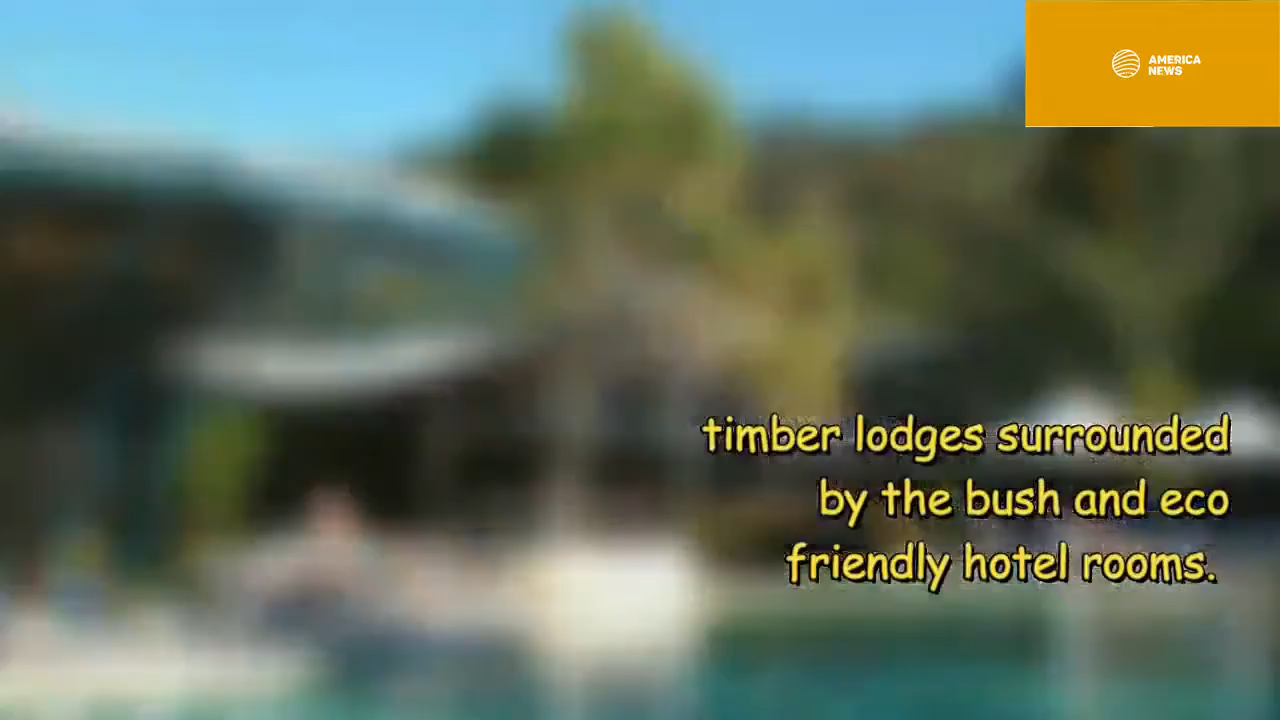 AMERICA
NEWS
timber lodges surrounded
by the bush and eco
friendly hotel rooms.